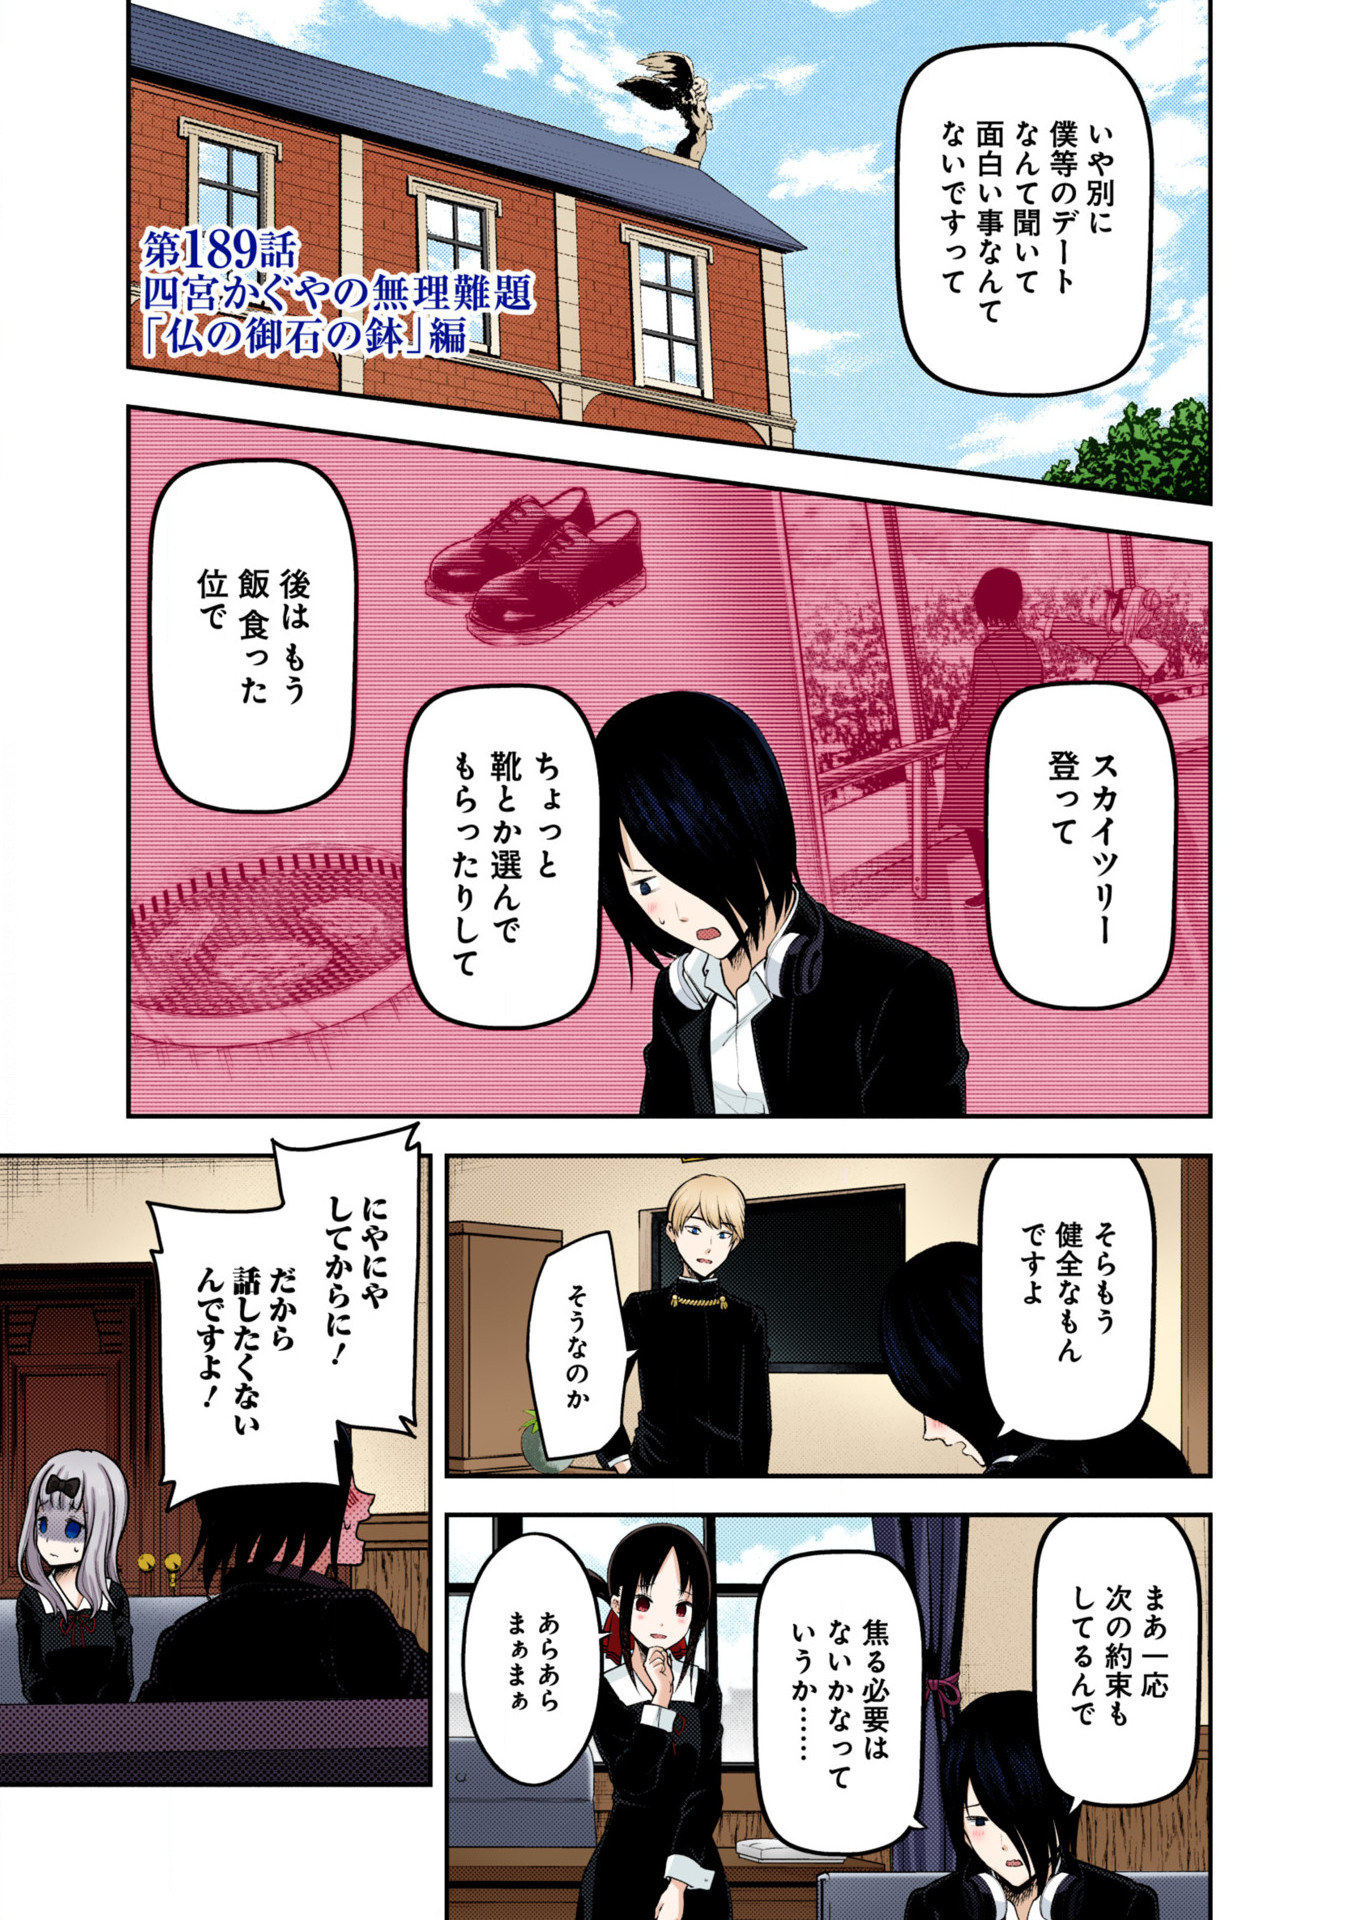 いや別に
僕等のデート
なんて聞いて
面白い事なんて
ないですって
第189話
四宮かぐやの無理難題
「仏の御石の鉢」編
スカイツリー
登って
ちょっと
靴とか選んで
もらったりして
後はもう
飯食った
位で
そらもう
健全なもん
ですよ
そうなのか
まあ一応
次の約束も
してるんで
焦る必要は
ないかなって
いうか……
あらあら
まぁまぁ
にやにや
してからに！
だから
話したくない
んですよ！